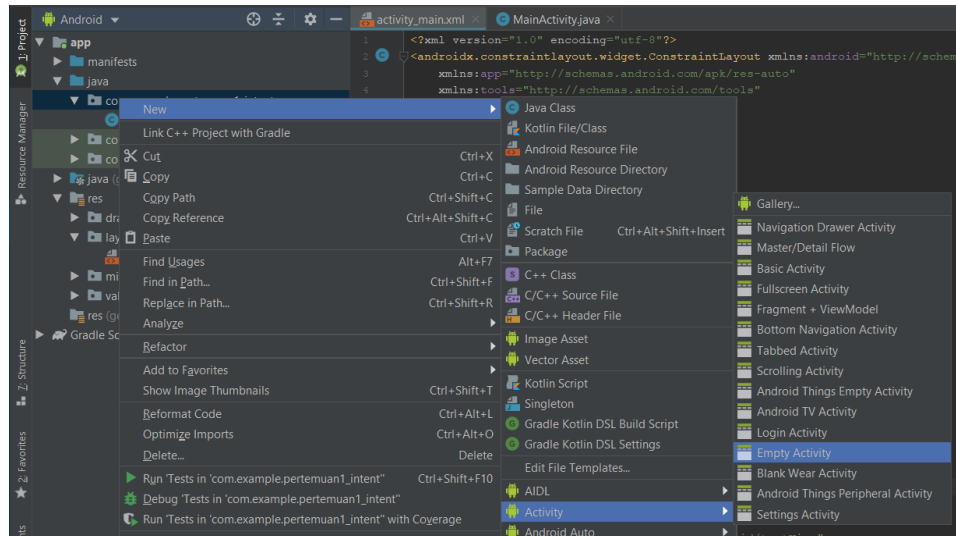 Android
activity_main.xml
MainActivity.java
1: Project
Resource Manager
Z: Structure
2: Favorites
app
manifests
java
co
co
co
java
res
dra
lay
mi
val
res
Gradle Sc
1 <?xml version="1.0" encoding="utf-8"?>
2 <androidx.constraintlayout.widget.ConstraintLayout xmlns:android="http://schem
3 xmlns:app="http://schemas.android.com/apk/res-auto"
4 xmlns:tools="http://schemas.android.com/tools"
New
Link C++ Project with Gradle
Cut Ctrl+X
Copy Ctrl+C
Copy Path Ctrl+Shift+C
Copy Reference Ctrl+Alt+Shift+C
Paste Ctrl+V
Find Usages Alt+F7
Find in Path... Ctrl+Shift+F
Replace in Path... Ctrl+Shift+R
Analyze
Refactor
Add to Favorites
Show Image Thumbnails Ctrl+Shift+T
Reformat Code Ctrl+Alt+L
Optimize Imports Ctrl+Alt+O
Delete... Delete
Run 'Tests in 'com.example.pertemuan1_intent'' Ctrl+Shift+F10
Debug 'Tests in 'com.example.pertemuan1_intent''
Run 'Tests in 'com.example.pertemuan1_intent'' with Coverage
Java Class
Kotlin File/Class
Android Resource File
Android Resource Directory
Sample Data Directory
File
Scratch File Ctrl+Alt+Shift+Insert
Package
C++ Class
C/C++ Source File
C/C++ Header File
Image Asset
Vector Asset
Kotlin Script
Singleton
Gradle Kotlin DSL Build Script
Gradle Kotlin DSL Settings
Edit File Templates...
AIDL
Activity
Android Auto
Gallery...
Navigation Drawer Activity
Master/Detail Flow
Basic Activity
Fullscreen Activity
Fragment + ViewModel
Bottom Navigation Activity
Tabbed Activity
Scrolling Activity
Android Things Empty Activity
Android TV Activity
Login Activity
Empty Activity
Blank Wear Activity
Android Things Peripheral Activity
Settings Activity